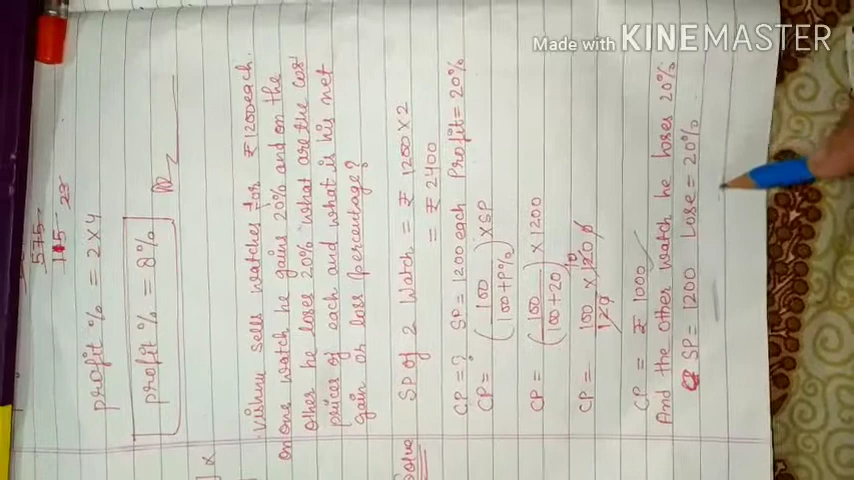 Made with KINEMASTER
575
115 23
profit % = 2×4
profit % = 8%
Vishnu sells watches for ₹1200 each.
on one watch he gains 20% and on the
other he loses 20% what are the cos
prices of each and what is his net
gain or loss percentage?
Solve SP of 2 Watch = ₹ 1200 × 2
= ₹ 2400
CP = ? SP = 1200 each Profit = 20%
CP = (100/100+P%) × SP
CP = (100/100+20) × 1200
CP = 100/120 × 1200 10
CP = ₹ 1000
And the other watch he loses 20%
SP = 1200 Lose = 20%